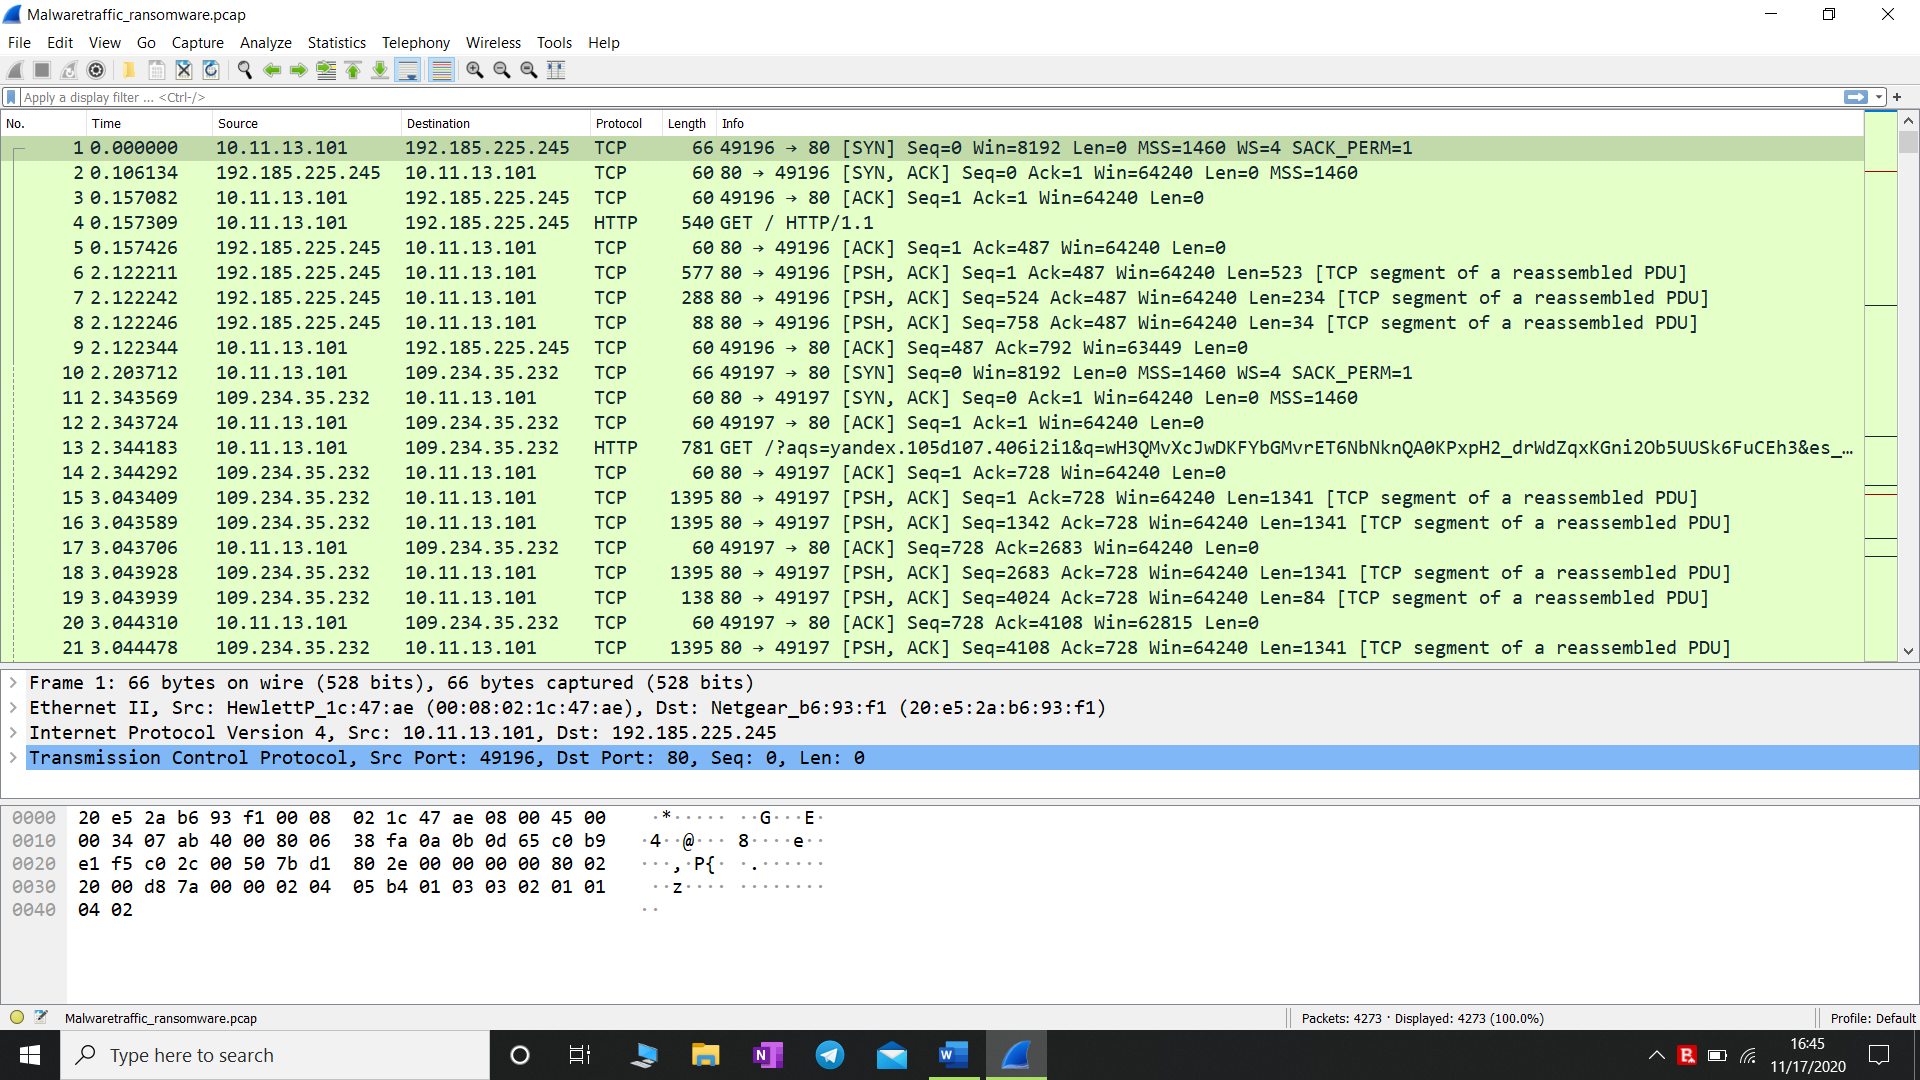 Malwaretraffic_ransomware.pcap
File Edit View Go Capture Analyze Statistics Telephony Wireless Tools Help
Apply a display filter ... <Ctrl-/>
No. Time Source Destination Protocol Length Info
1 0.000000 10.11.13.101 192.185.225.245 TCP 66 49196 → 80 [SYN] Seq=0 Win=8192 Len=0 MSS=1460 WS=4 SACK_PERM=1
2 0.106134 192.185.225.245 10.11.13.101 TCP 60 80 → 49196 [SYN, ACK] Seq=0 Ack=1 Win=64240 Len=0 MSS=1460
3 0.157082 10.11.13.101 192.185.225.245 TCP 60 49196 → 80 [ACK] Seq=1 Ack=1 Win=64240 Len=0
4 0.157309 10.11.13.101 192.185.225.245 HTTP 540 GET / HTTP/1.1
5 0.157426 192.185.225.245 10.11.13.101 TCP 60 80 → 49196 [ACK] Seq=1 Ack=487 Win=64240 Len=0
6 2.122211 192.185.225.245 10.11.13.101 TCP 577 80 → 49196 [PSH, ACK] Seq=1 Ack=487 Win=64240 Len=523 [TCP segment of a reassembled PDU]
7 2.122242 192.185.225.245 10.11.13.101 TCP 288 80 → 49196 [PSH, ACK] Seq=524 Ack=487 Win=64240 Len=234 [TCP segment of a reassembled PDU]
8 2.122246 192.185.225.245 10.11.13.101 TCP 88 80 → 49196 [PSH, ACK] Seq=758 Ack=487 Win=64240 Len=34 [TCP segment of a reassembled PDU]
9 2.122344 10.11.13.101 192.185.225.245 TCP 60 49196 → 80 [ACK] Seq=487 Ack=792 Win=63449 Len=0
10 2.203712 10.11.13.101 109.234.35.232 TCP 66 49197 → 80 [SYN] Seq=0 Win=8192 Len=0 MSS=1460 WS=4 SACK_PERM=1
11 2.343569 109.234.35.232 10.11.13.101 TCP 60 80 → 49197 [SYN, ACK] Seq=0 Ack=1 Win=64240 Len=0 MSS=1460
12 2.343724 10.11.13.101 109.234.35.232 TCP 60 49197 → 80 [ACK] Seq=1 Ack=1 Win=64240 Len=0
13 2.344183 10.11.13.101 109.234.35.232 HTTP 781 GET /?aqs=yandex.105d107.406i2i1&q=wH3QMvXcJwDKFYbGMvrET6NbNknQA0KPxpH2_drWdZqxKGni2Ob5UUSk6FuCEh3&es_…
14 2.344292 109.234.35.232 10.11.13.101 TCP 60 80 → 49197 [ACK] Seq=1 Ack=728 Win=64240 Len=0
15 3.043409 109.234.35.232 10.11.13.101 TCP 1395 80 → 49197 [PSH, ACK] Seq=1 Ack=728 Win=64240 Len=1341 [TCP segment of a reassembled PDU]
16 3.043589 109.234.35.232 10.11.13.101 TCP 1395 80 → 49197 [PSH, ACK] Seq=1342 Ack=728 Win=64240 Len=1341 [TCP segment of a reassembled PDU]
17 3.043706 10.11.13.101 109.234.35.232 TCP 60 49197 → 80 [ACK] Seq=728 Ack=2683 Win=64240 Len=0
18 3.043928 109.234.35.232 10.11.13.101 TCP 1395 80 → 49197 [PSH, ACK] Seq=2683 Ack=728 Win=64240 Len=1341 [TCP segment of a reassembled PDU]
19 3.043939 109.234.35.232 10.11.13.101 TCP 138 80 → 49197 [PSH, ACK] Seq=4024 Ack=728 Win=64240 Len=84 [TCP segment of a reassembled PDU]
20 3.044310 10.11.13.101 109.234.35.232 TCP 60 49197 → 80 [ACK] Seq=728 Ack=4108 Win=62815 Len=0
21 3.044478 109.234.35.232 10.11.13.101 TCP 1395 80 → 49197 [PSH, ACK] Seq=4108 Ack=728 Win=64240 Len=1341 [TCP segment of a reassembled PDU]
Frame 1: 66 bytes on wire (528 bits), 66 bytes captured (528 bits)
Ethernet II, Src: HewlettP_1c:47:ae (00:08:02:1c:47:ae), Dst: Netgear_b6:93:f1 (20:e5:2a:b6:93:f1)
Internet Protocol Version 4, Src: 10.11.13.101, Dst: 192.185.225.245
Transmission Control Protocol, Src Port: 49196, Dst Port: 80, Seq: 0, Len: 0
0000 20 e5 2a b6 93 f1 00 08 02 1c 47 ae 08 00 45 00 ·*····· ··G···E·
0010 00 34 07 ab 40 00 80 06 38 fa 0a 0b 0d 65 c0 b9 ·4··@··· 8····e··
0020 e1 f5 c0 2c 00 50 7b d1 80 2e 00 00 00 00 80 02 ···,·P{· ·.······
0030 20 00 d8 7a 00 00 02 04 05 b4 01 03 03 02 01 01 ··z···· ········
0040 04 02 ··
Malwaretraffic_ransomware.pcap
Packets: 4273 · Displayed: 4273 (100.0%)
Profile: Default
Type here to search
16:45
11/17/2020